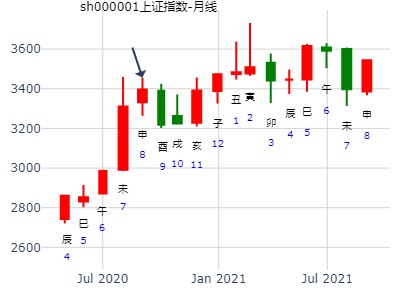 sh000001上证指数-月线
3600
3400
3200
3000
2800
2600
辰
4
巳
5
午
6
未
7
申
8
酉
9
戌
10
亥
11
子
12
丑
1
寅
2
卯
3
辰
4
巳
5
午
6
未
7
申
8
Jul 2020
Jan 2021
Jul 2021